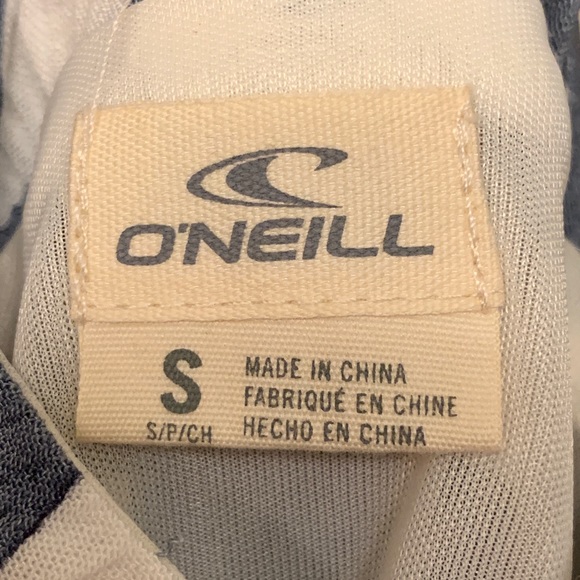 O'NEILL
S
S/P/CH
MADE IN CHINA
FABRIQUÉ EN CHINE
HECHO EN CHINA